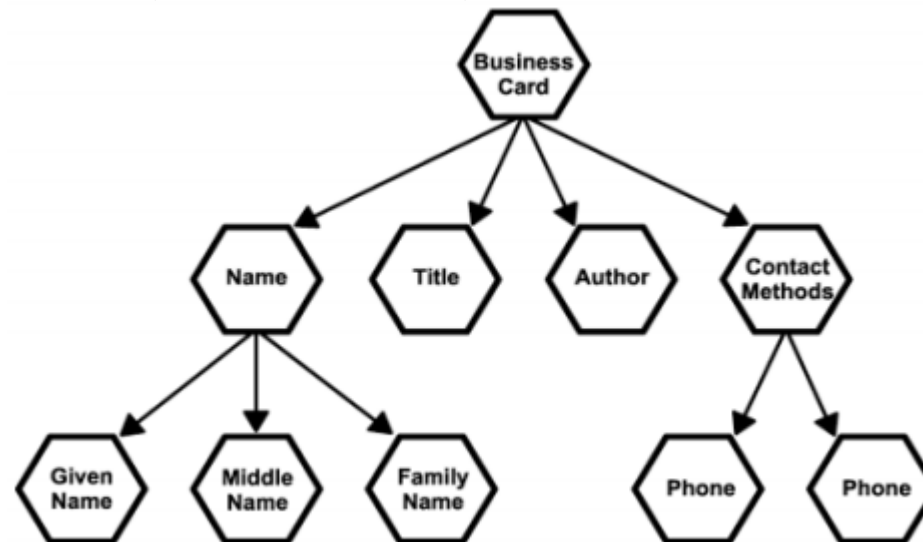 Business
Card
Name
Title
Author
Contact
Methods
Given
Name
Middle
Name
Family
Name
Phone
Phone